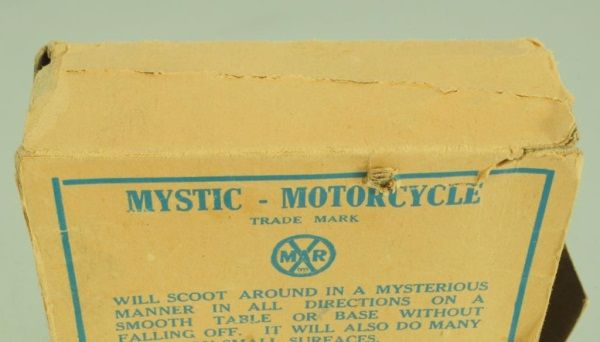 MYSTIC - MOTORCYCLE
TRADE MARK
MAR
WILL SCOOT AROUND IN A MYSTERIOUS
MANNER IN ALL DIRECTIONS ON A
SMOOTH TABLE OR BASE WITHOUT
FALLING OFF. IT WILL ALSO DO MANY
SMALL SURFACES.